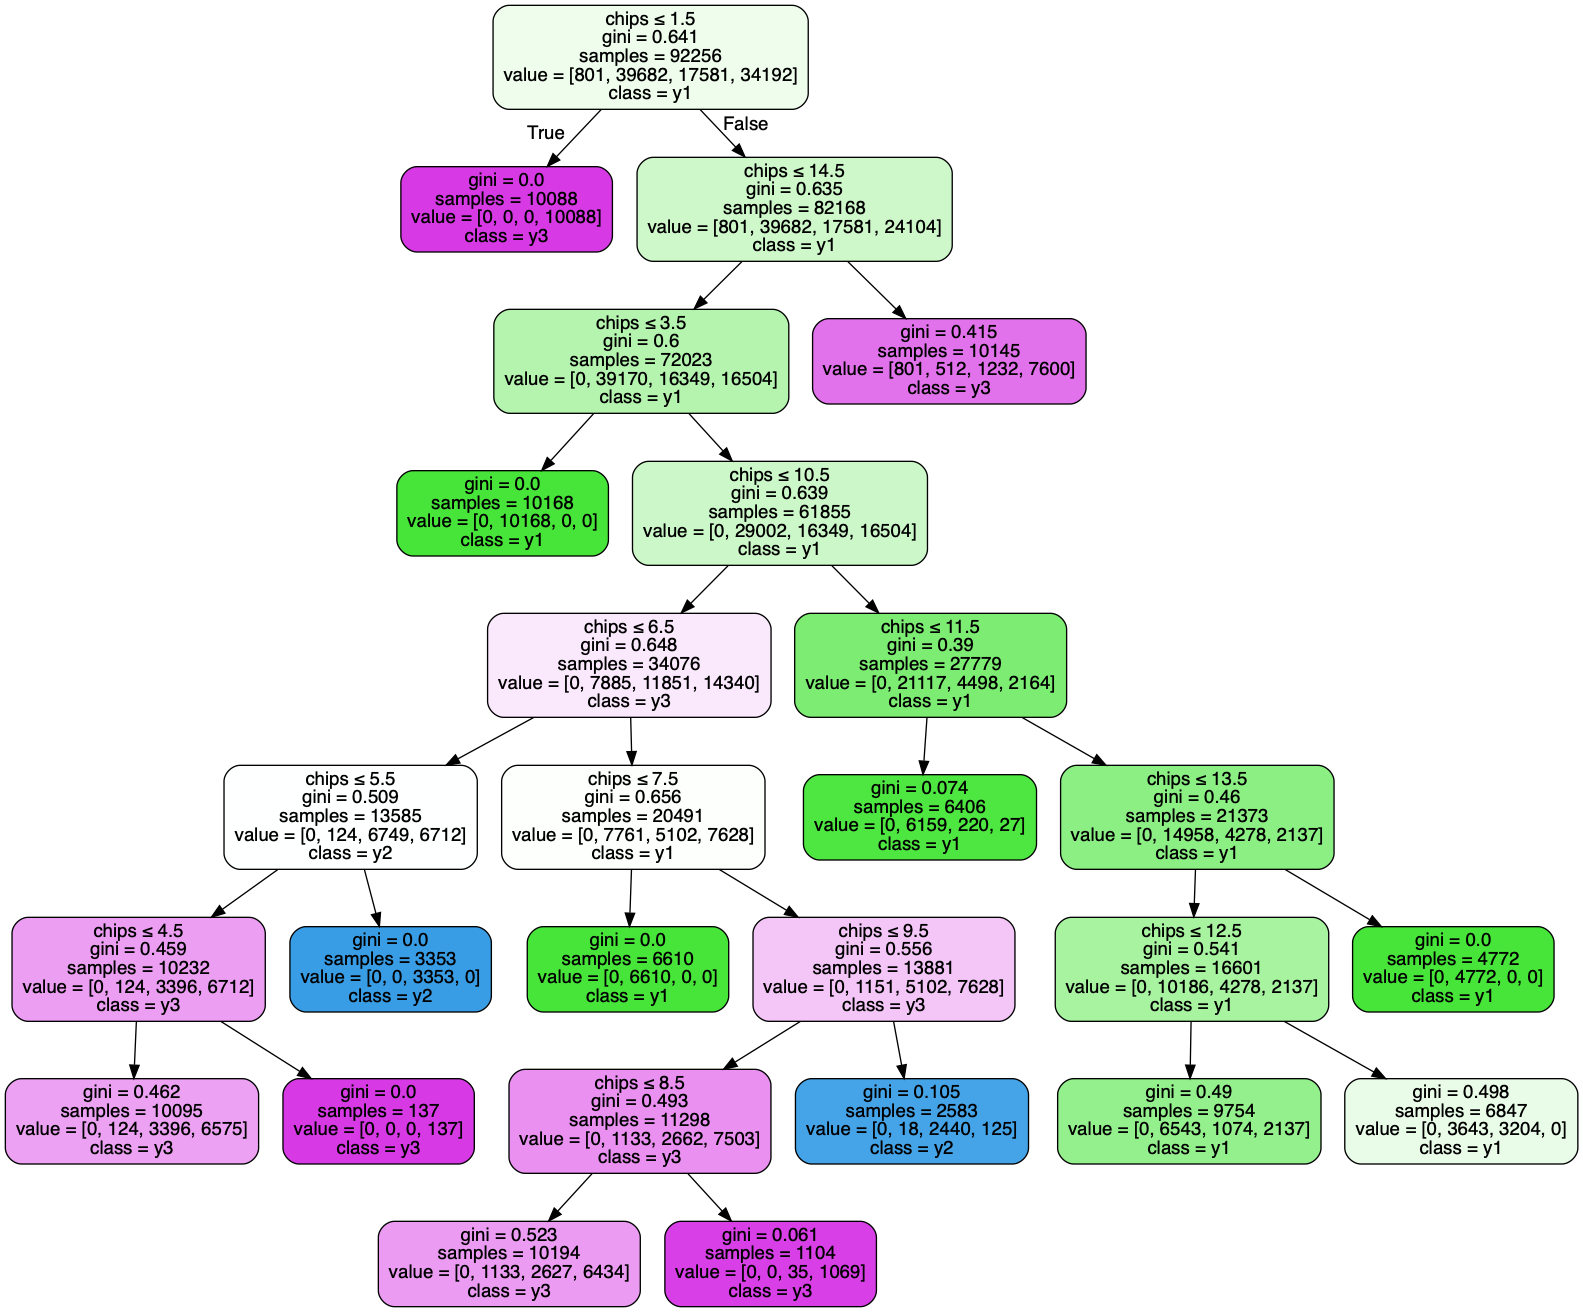 chips ≤ 1.5
gini = 0.641
samples = 92256
value = [801, 39682, 17581, 34192]
class = y1
True
False
gini = 0.0
samples = 10088
value = [0, 0, 0, 10088]
class = y3
chips ≤ 14.5
gini = 0.635
samples = 82168
value = [801, 39682, 17581, 24104]
class = y1
chips ≤ 3.5
gini = 0.6
samples = 72023
value = [0, 39170, 16349, 16504]
class = y1
gini = 0.415
samples = 10145
value = [801, 512, 1232, 7600]
class = y3
gini = 0.0
samples = 10168
value = [0, 10168, 0, 0]
class = y1
chips ≤ 10.5
gini = 0.639
samples = 61855
value = [0, 29002, 16349, 16504]
class = y1
chips ≤ 6.5
gini = 0.648
samples = 34076
value = [0, 7885, 11851, 14340]
class = y3
chips ≤ 11.5
gini = 0.39
samples = 27779
value = [0, 21117, 4498, 2164]
class = y1
chips ≤ 5.5
gini = 0.509
samples = 13585
value = [0, 124, 6749, 6712]
class = y2
chips ≤ 7.5
gini = 0.656
samples = 20491
value = [0, 7761, 5102, 7628]
class = y1
gini = 0.074
samples = 6406
value = [0, 6159, 220, 27]
class = y1
chips ≤ 13.5
gini = 0.46
samples = 21373
value = [0, 14958, 4278, 2137]
class = y1
chips ≤ 4.5
gini = 0.459
samples = 10232
value = [0, 124, 3396, 6712]
class = y3
gini = 0.0
samples = 3353
value = [0, 0, 3353, 0]
class = y2
gini = 0.0
samples = 6610
value = [0, 6610, 0, 0]
class = y1
chips ≤ 9.5
gini = 0.556
samples = 13881
value = [0, 1151, 5102, 7628]
class = y3
chips ≤ 12.5
gini = 0.541
samples = 16601
value = [0, 10186, 4278, 2137]
class = y1
gini = 0.0
samples = 4772
value = [0, 4772, 0, 0]
class = y1
gini = 0.462
samples = 10095
value = [0, 124, 3396, 6575]
class = y3
gini = 0.0
samples = 137
value = [0, 0, 0, 137]
class = y3
chips ≤ 8.5
gini = 0.493
samples = 11298
value = [0, 1133, 2662, 7503]
class = y3
gini = 0.105
samples = 2583
value = [0, 18, 2440, 125]
class = y2
gini = 0.49
samples = 9754
value = [0, 6543, 1074, 2137]
class = y1
gini = 0.498
samples = 6847
value = [0, 3643, 3204, 0]
class = y1
gini = 0.523
samples = 10194
value = [0, 1133, 2627, 6434]
class = y3
gini = 0.061
samples = 1104
value = [0, 0, 35, 1069]
class = y3